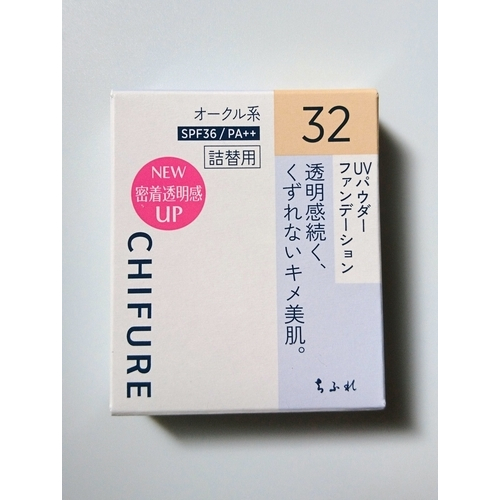 オークル系
SPF36/PA++
詰替用
32
UVパウダー
ファンデーション
透明感続く、
くずれないキメ美肌。
NEW
密着透明感
UP
CHIFURE
ちふれ